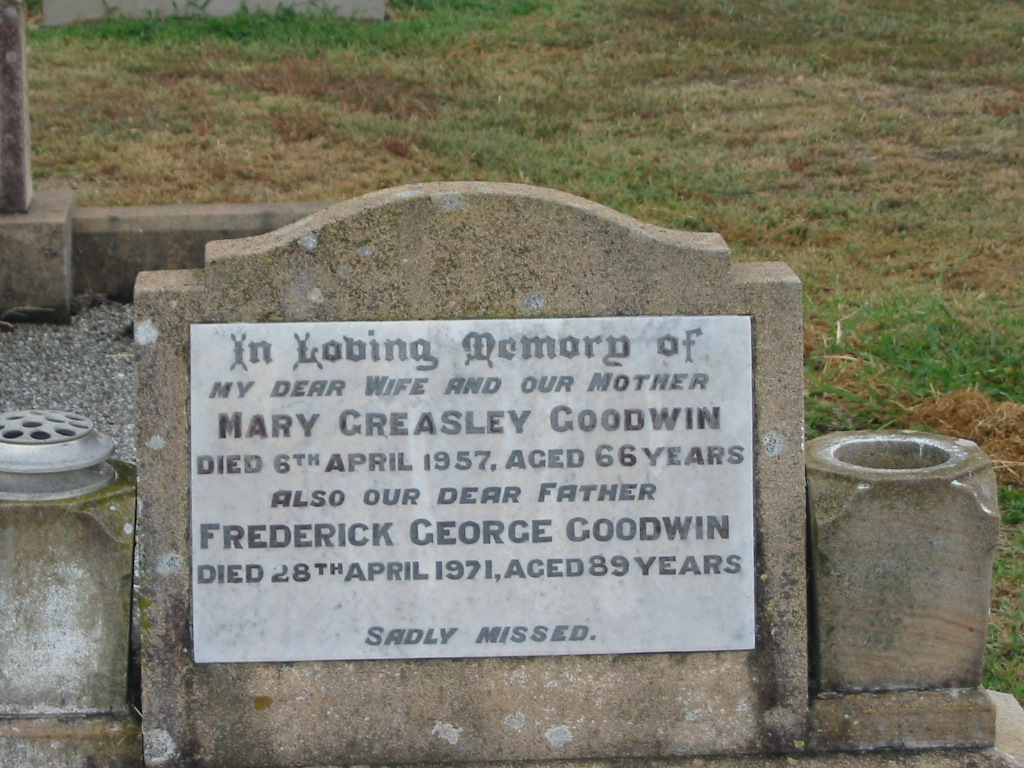 In Loving Memory of
MY DEAR WIFE AND OUR MOTHER
MARY GREASLEY GOODWIN
DIED 6TH APRIL 1957, AGED 66 YEARS
ALSO OUR DEAR FATHER
FREDERICK GEORGE GOODWIN
DIED 28TH APRIL 1971, AGED 89 YEARS
SADLY MISSED.